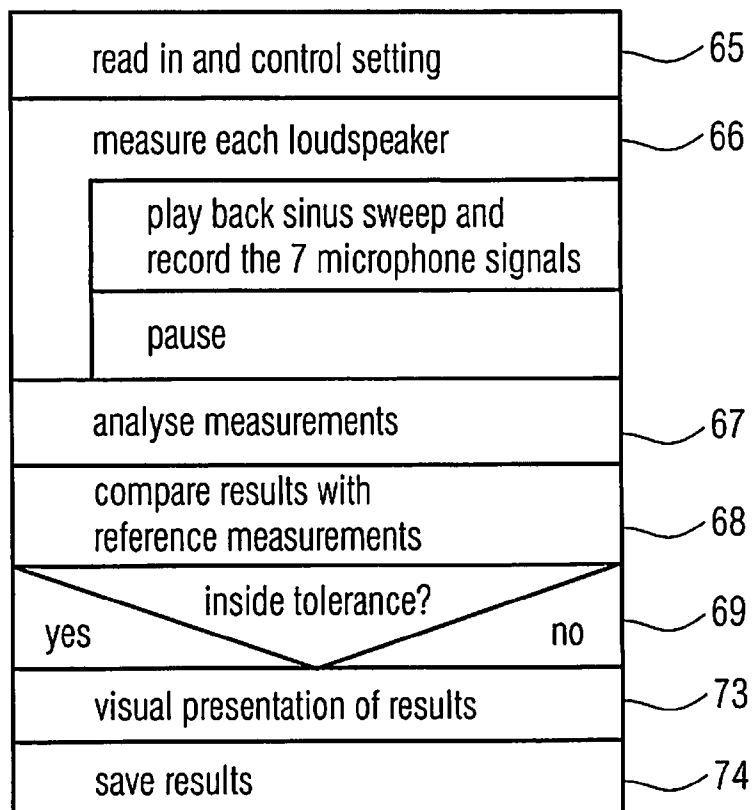 read in and control setting
65
measure each loudspeaker
66
play back sinus sweep and
record the 7 microphone signals
pause
analyse measurements
67
compare results with
reference measurements
68
inside tolerance?
yes
no
69
visual presentation of results
73
save results
74